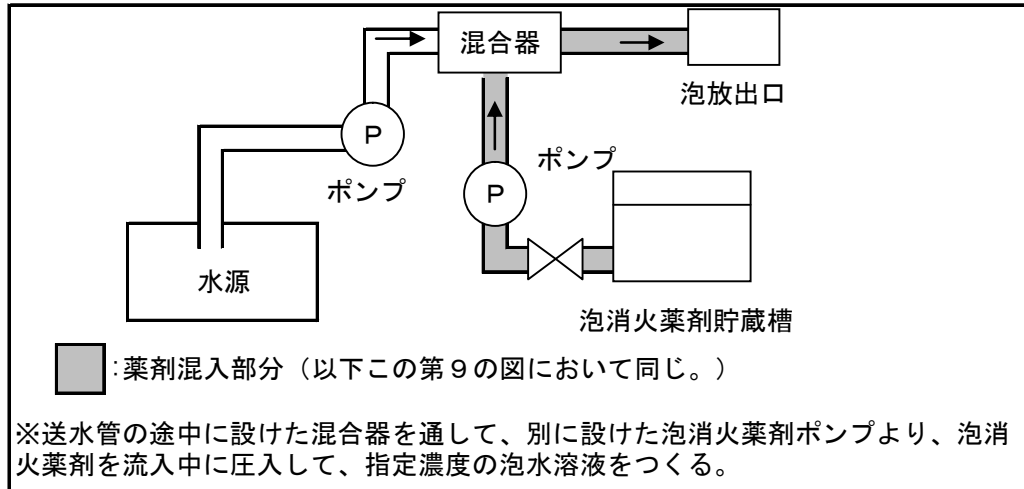 混合器
泡放出口
P
ポンプ
ポンプ
P
水源
泡消火薬剤貯蔵槽
:薬剤混入部分（以下この第９の図において同じ。）
※送水管の途中に設けた混合器を通して、別に設けた泡消火薬剤ポンプより、泡消
火薬剤を流入中に圧入して、指定濃度の泡水溶液をつくる。